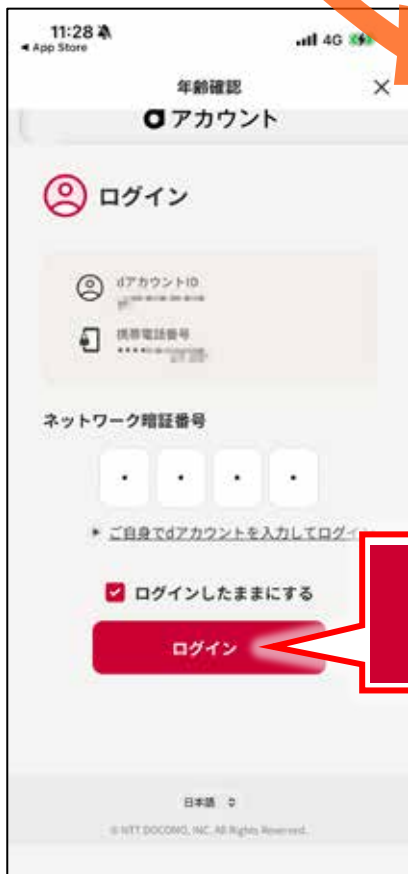 11:28
App Store
4G
年齢確認
dアカウント
ログイン
dアカウントID
携帯電話番号
ネットワーク暗証番号
ご自身でdアカウントを入力してログイン
ログインしたままにする
ログイン
日本語
© NTT DOCOMO, INC. All Rights Reserved.